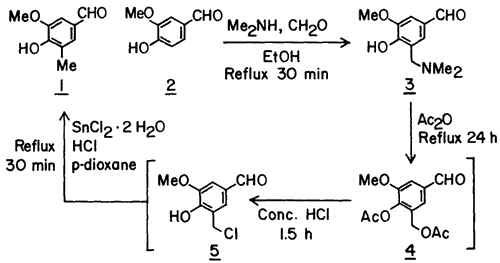 MeO CHO
HO
Me
1
MeO CHO
HO
2
Me2NH, CH2O
EtOH
Reflux 30 min
MeO CHO
HO
NMe2
3
Ac2O
Reflux 24 h
MeO CHO
AcO
OAc
4
Conc. HCl
1.5 h
MeO CHO
HO
Cl
5
SnCl2 · 2 H2O
HCl
p-dioxane
Reflux
30 min